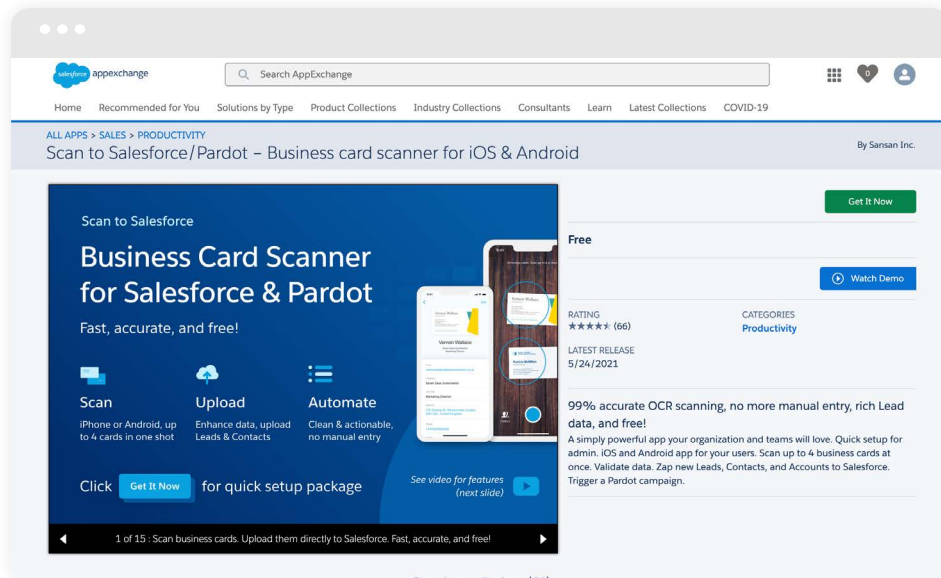 salesforce appexchange
Search AppExchange
0
Home Recommended for You Solutions by Type Product Collections Industry Collections Consultants Learn Latest Collections COVID-19
ALL APPS > SALES > PRODUCTIVITY
Scan to Salesforce/Pardot – Business card scanner for iOS & Android
By Sansan Inc.
Scan to Salesforce
Business Card Scanner
for Salesforce & Pardot
Fast, accurate, and free!
Scan
iPhone or Android, up
to 4 cards in one shot
Upload
Enhance data, upload
Leads & Contacts
Automate
Clean & actionable,
no manual entry
Click Get It Now for quick setup package
See video for features
(next slide)
Vernon Wallace
1 of 15 : Scan business cards. Upload them directly to Salesforce. Fast, accurate, and free!
Get It Now
Free
Watch Demo
RATING
(66)
CATEGORIES
Productivity
LATEST RELEASE
5/24/2021
99% accurate OCR scanning, no more manual entry, rich Lead
data, and free!
A simply powerful app your organization and teams will love. Quick setup for
admin. iOS and Android app for your users. Scan up to 4 business cards at
once. Validate data. Zap new Leads, Contacts, and Accounts to Salesforce.
Trigger a Pardot campaign.